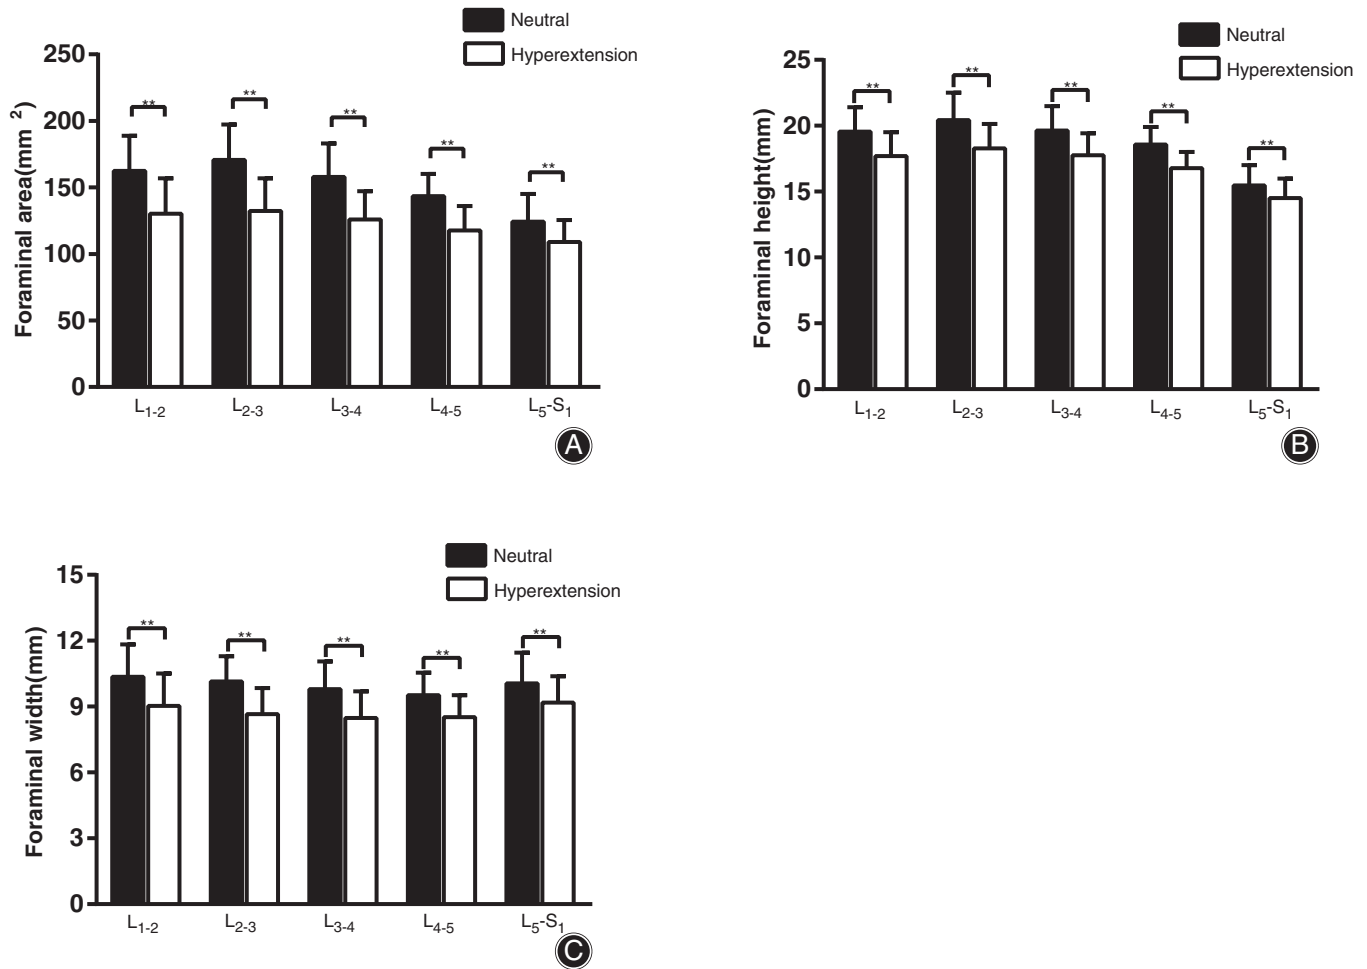 Neutral
Hyperextension
Foraminal area(mm ²)
250
200
150
100
50
0
** ** ** ** **
L₁₋₂ L₂₋₃ L₃₋₄ L₄₋₅ L₅-S₁
A
Neutral
Hyperextension
Foraminal height(mm)
25
20
15
10
5
0
** ** ** ** **
L₁₋₂ L₂₋₃ L₃₋₄ L₄₋₅ L₅-S₁
B
Neutral
Hyperextension
Foraminal width(mm)
15
12
9
6
3
0
** ** ** ** **
L₁₋₂ L₂₋₃ L₃₋₄ L₄₋₅ L₅-S₁
C